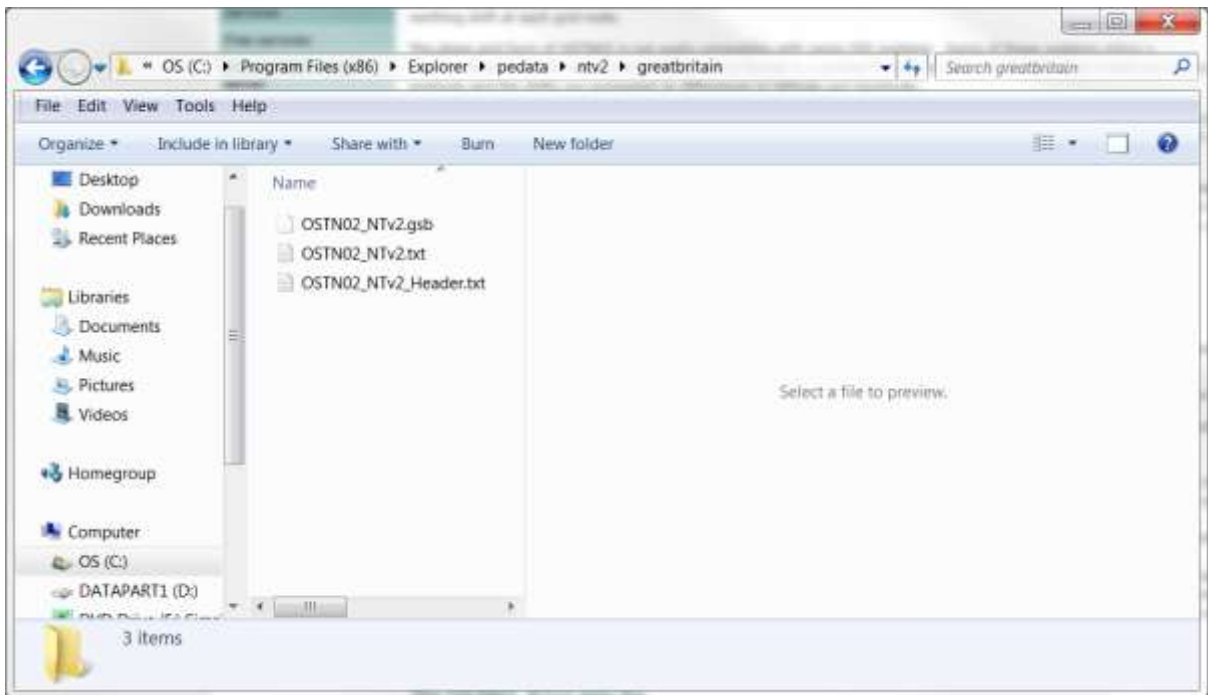 OS (C:) Program Files (x86) Explorer pedata ntv2 greatbritain
Search greatbritain
File Edit View Tools Help
Organize Include in library Share with Burn New folder
Desktop
Downloads
Recent Places
Libraries
Documents
Music
Pictures
Videos
Homegroup
Computer
OS (C:)
DATAPART1 (D:)
Name
OSTN02_NTv2.gsb
OSTN02_NTv2.txt
OSTN02_NTv2_Header.txt
Select a file to preview.
3 items